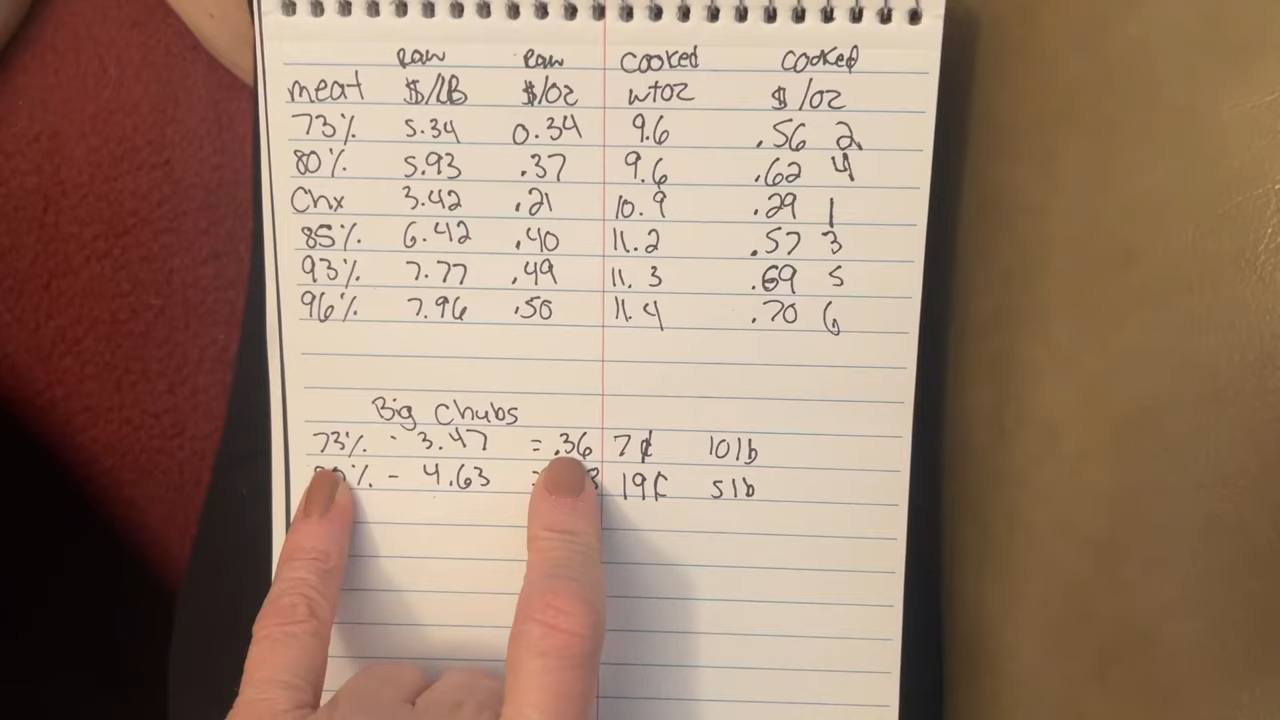 Raw Raw Cooked Cooked
meat $/LB $/oz wtoz $/oz
73% 5.34 0.34 9.6 .56 2
80% 5.93 .37 9.6 .62 4
Chx 3.42 .21 10.9 .29 1
85% 6.42 .40 11.2 .57 3
93% 7.77 .49 11.3 .69 5
96% 7.96 .50 11.4 .70 6
Big Chubs
73% - 3.47 = .36 7¢ 10lb
% - 4.63 19¢ 5lb